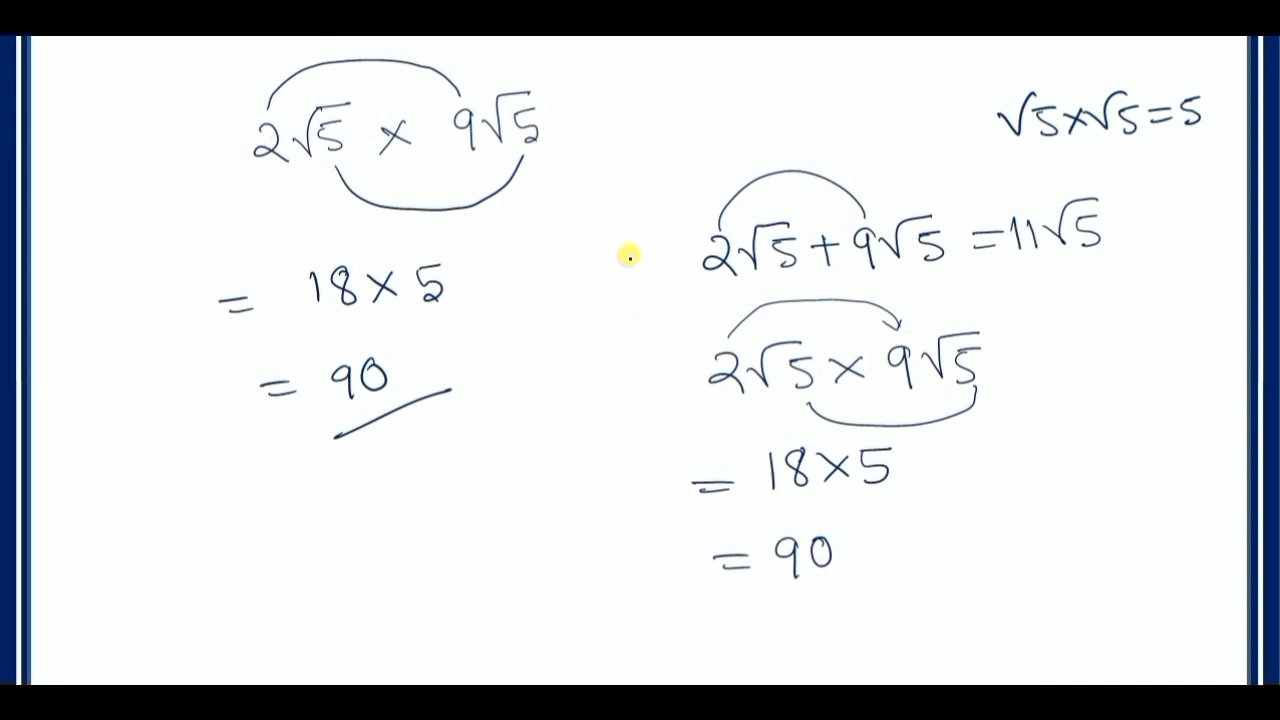 2√5 × 9√5
= 18 × 5
= 90
√5×√5=5
2√5+9√5 =11√5
2√5 × 9√5
= 18×5
= 90